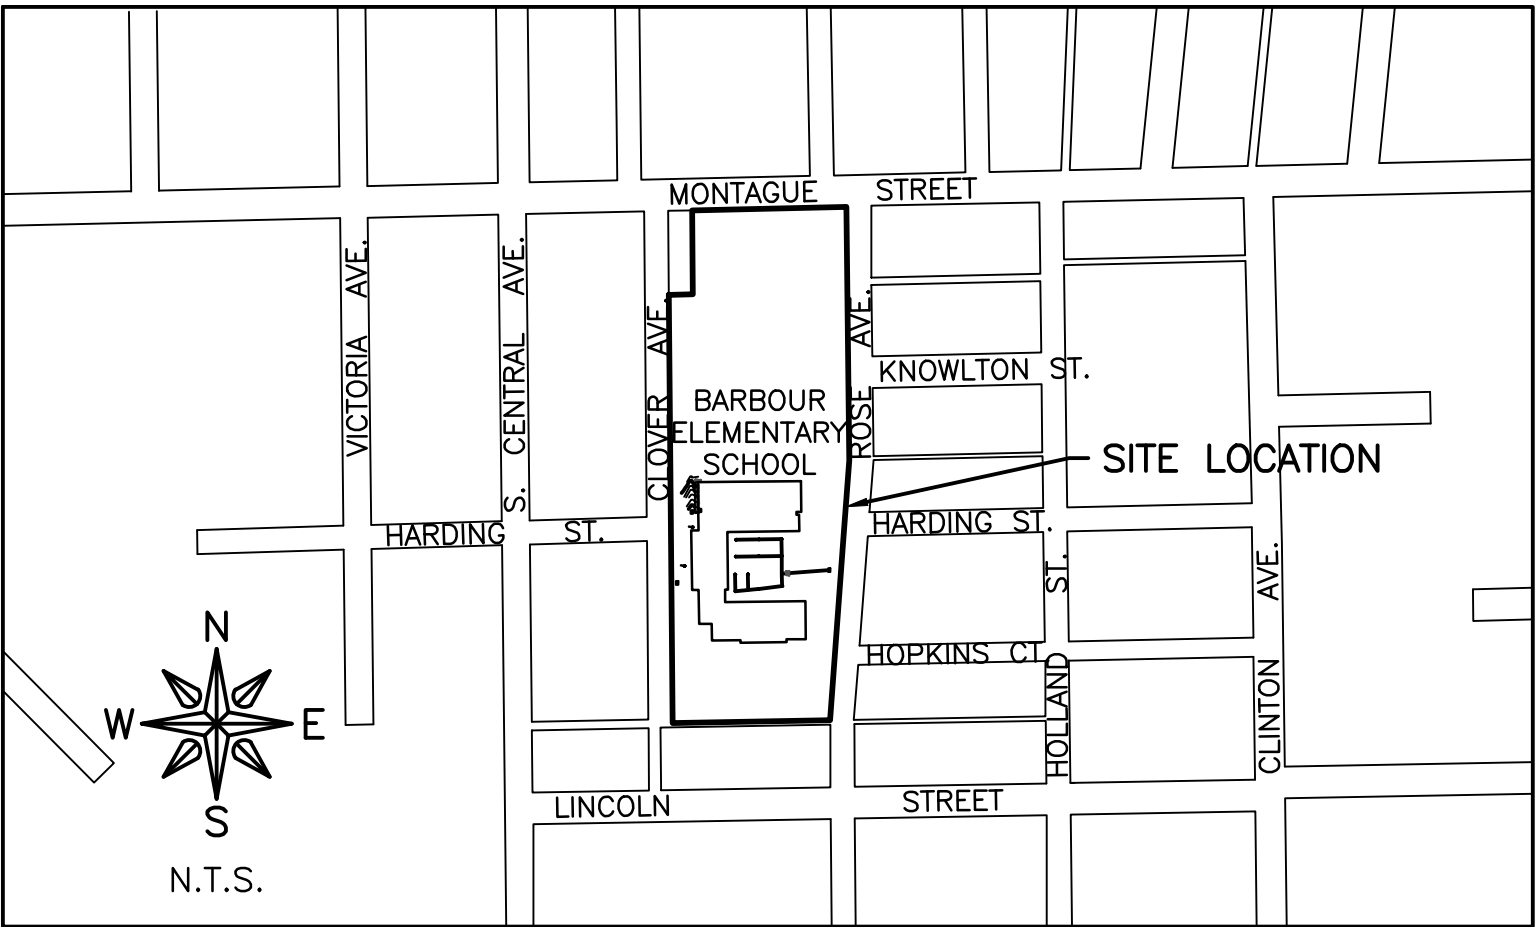 MONTAGUE STREET
VICTORIA AVE.
S. CENTRAL AVE.
CLOVER AVE.
ROSE AVE.
KNOWLTON ST.
BARBOUR
ELEMENTARY
SCHOOL
SITE LOCATION
HARDING ST.
HARDING ST.
HOLLAND ST.
CLINTON AVE.
HOPKINS CT
LINCOLN STREET
N
W
E
S
N.T.S.